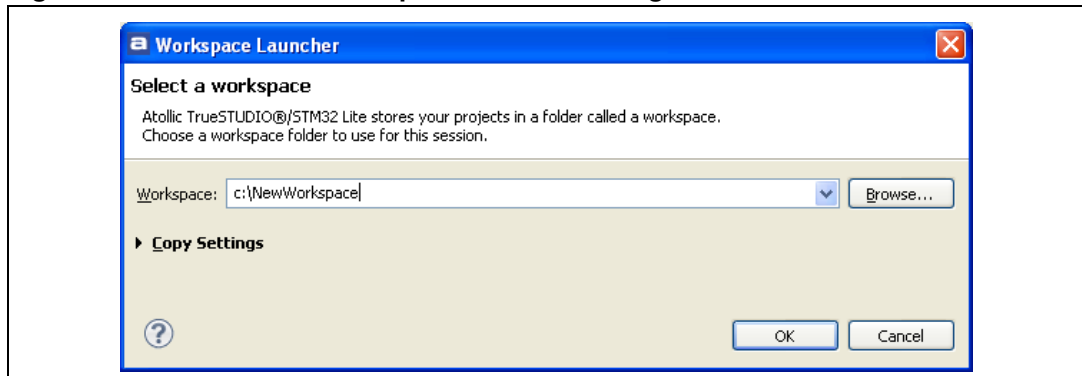 Workspace Launcher
Select a workspace
Atollic TrueSTUDIO®/STM32 Lite stores your projects in a folder called a workspace.
Choose a workspace folder to use for this session.
Workspace: c:\NewWorkspace Browse...
Copy Settings
OK Cancel